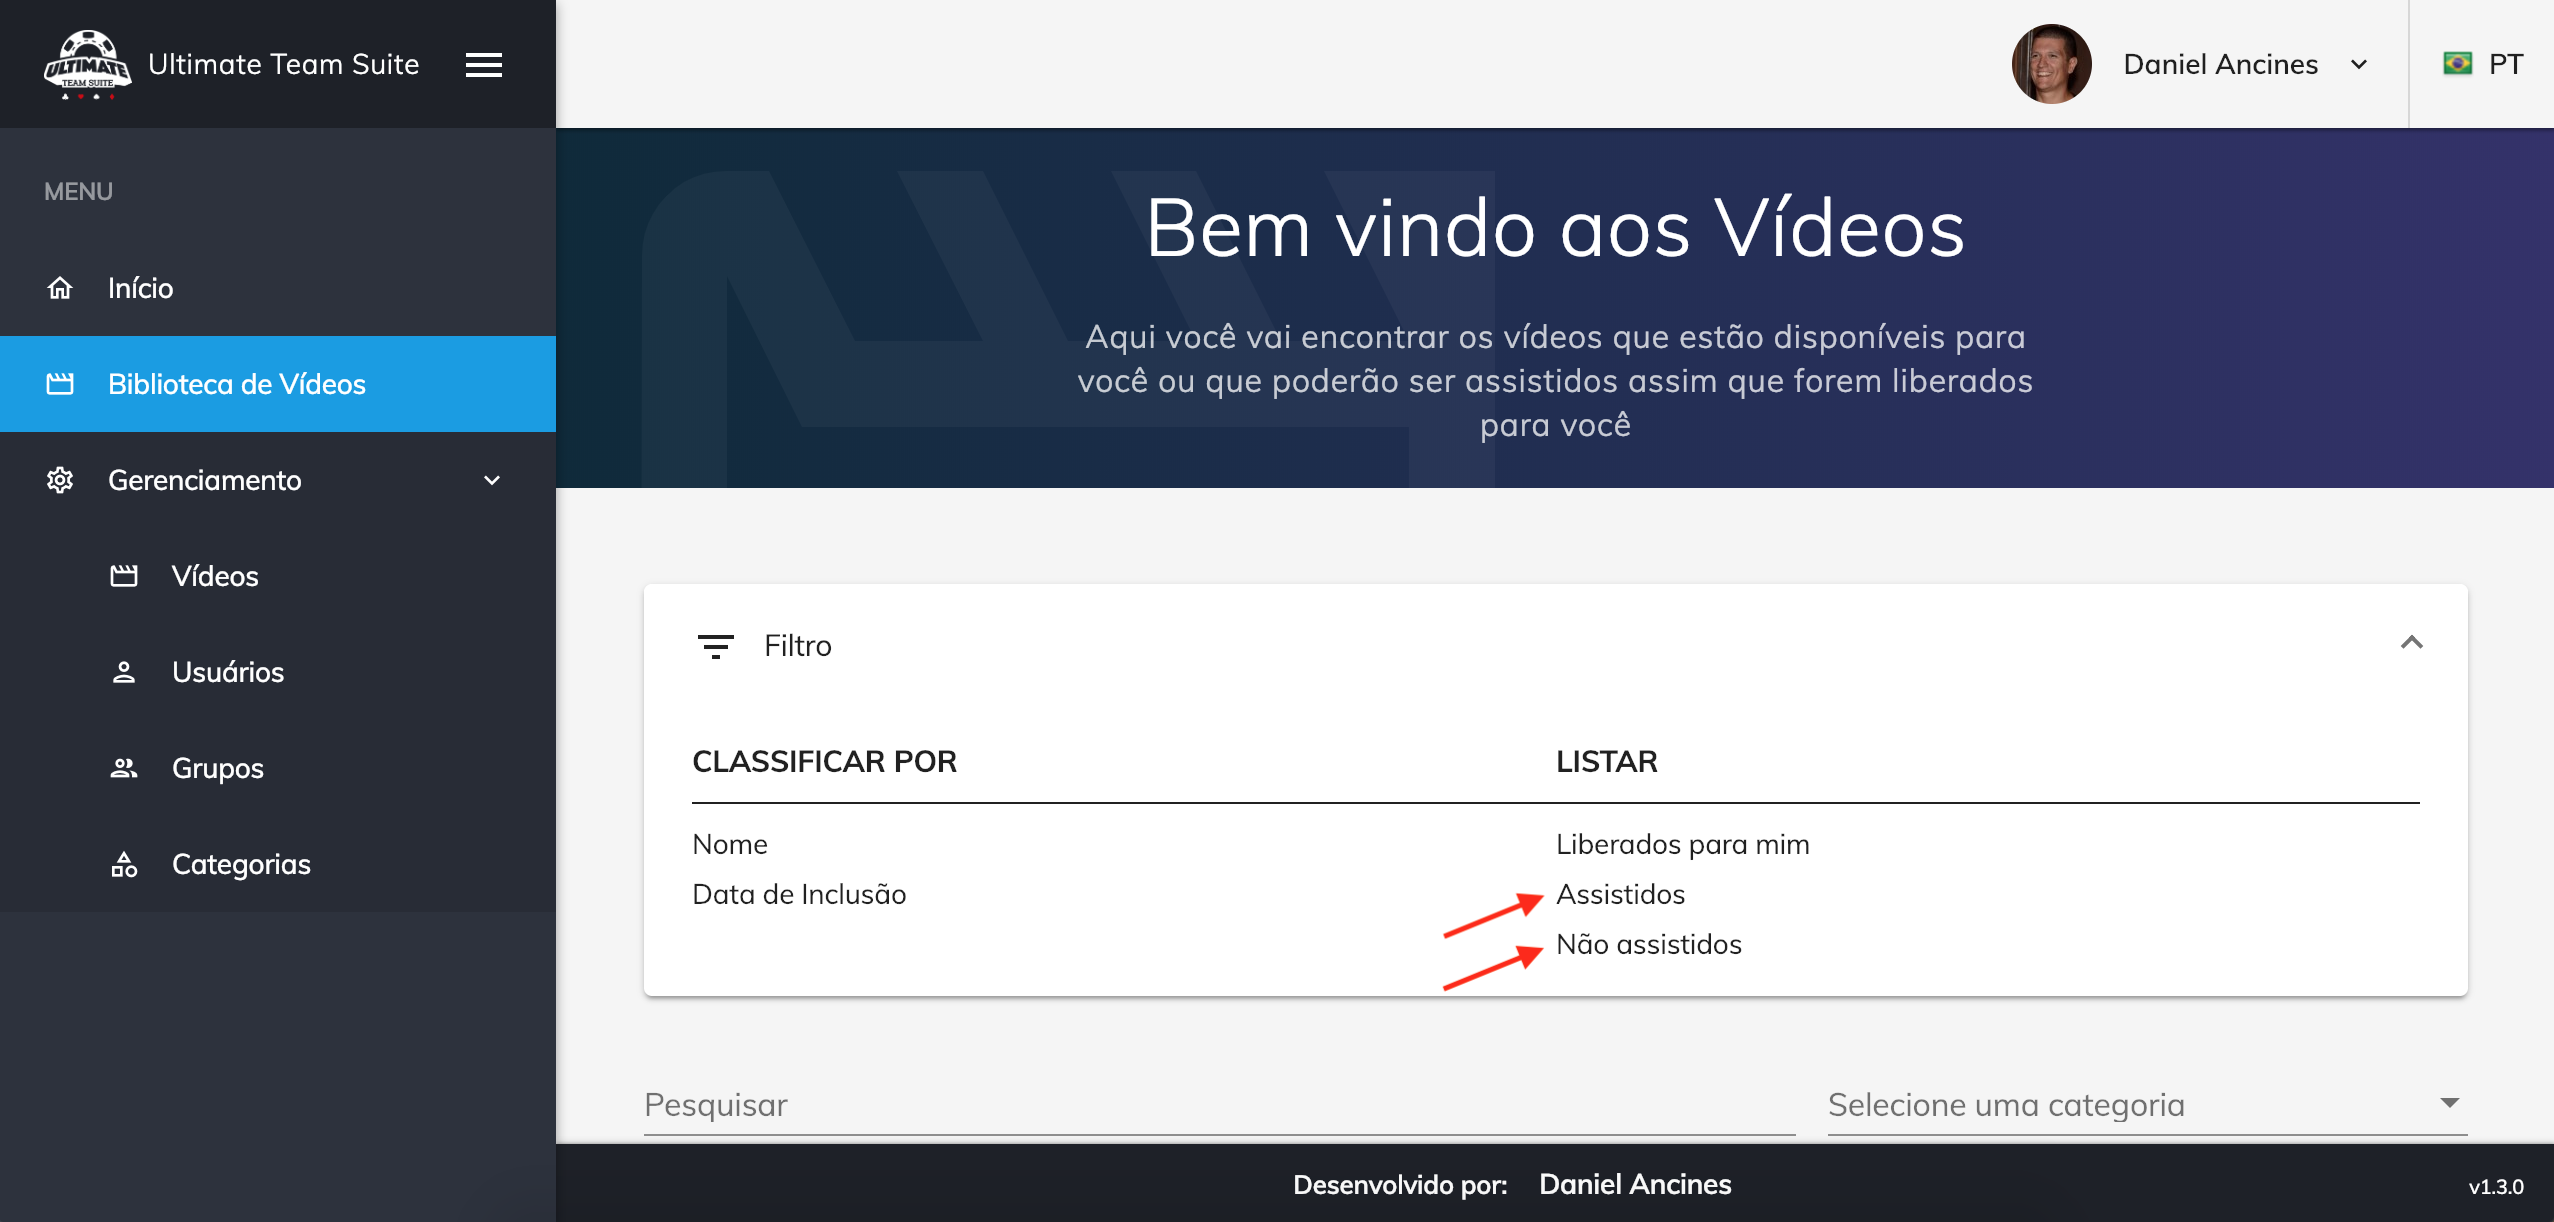 ULTIMATE
TEAM SUITE
Ultimate Team Suite
Daniel Ancines
PT
MENU
Início
Biblioteca de Vídeos
Gerenciamento
Vídeos
Usuários
Grupos
Categorias
Bem vindo aos Vídeos
Aqui você vai encontrar os vídeos que estão disponíveis para
você ou que poderão ser assistidos assim que forem liberados
para você
Filtro
CLASSIFICAR POR
Nome
Data de Inclusão
LISTAR
Liberados para mim
Assistidos
Não assistidos
Pesquisar
Selecione uma categoria
Desenvolvido por: Daniel Ancines
v1.3.0